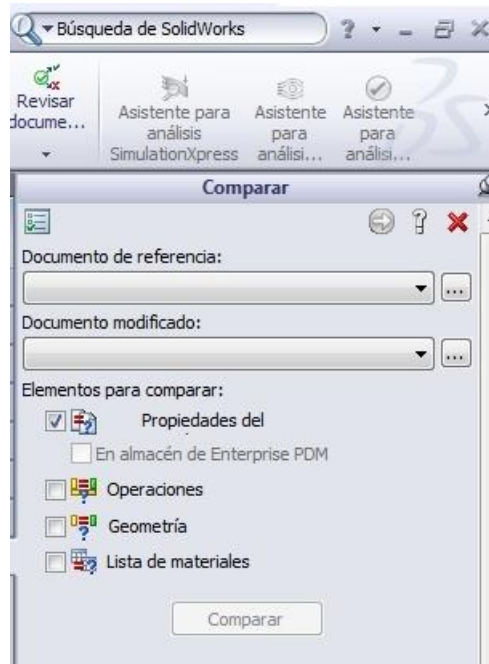 Búsqueda de SolidWorks
Revisar
docume...
Asistente para
análisis
SimulationXpress
Asistente
para
análisi...
Asistente
para
análisi...
Comparar
Documento de referencia:
...
Documento modificado:
...
Elementos para comparar:
Propiedades del
En almacén de Enterprise PDM
Operaciones
Geometría
Lista de materiales
Comparar